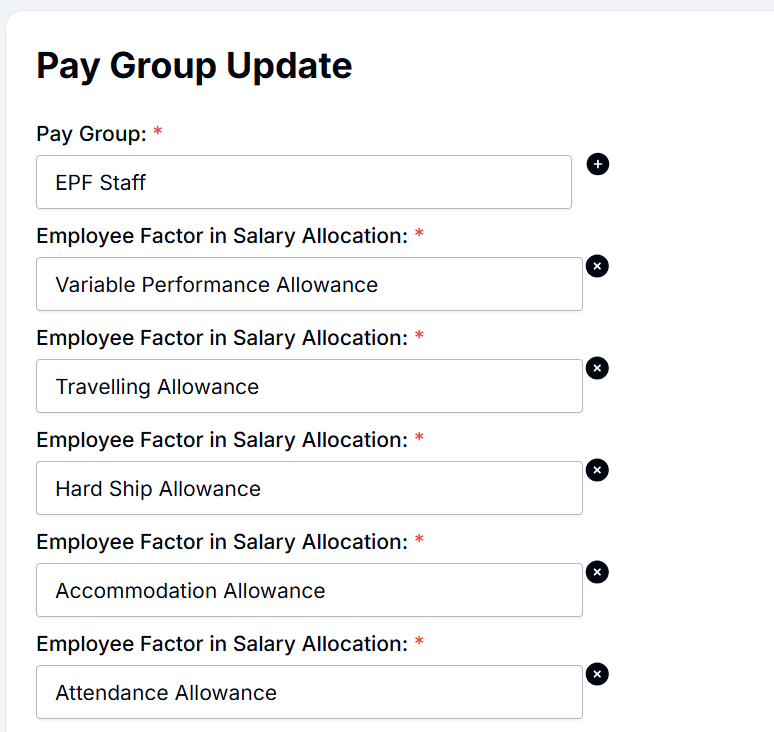 Pay Group Update
Pay Group: *
EPF Staff
Employee Factor in Salary Allocation: *
Variable Performance Allowance
Employee Factor in Salary Allocation: *
Travelling Allowance
Employee Factor in Salary Allocation: *
Hard Ship Allowance
Employee Factor in Salary Allocation: *
Accommodation Allowance
Employee Factor in Salary Allocation: *
Attendance Allowance